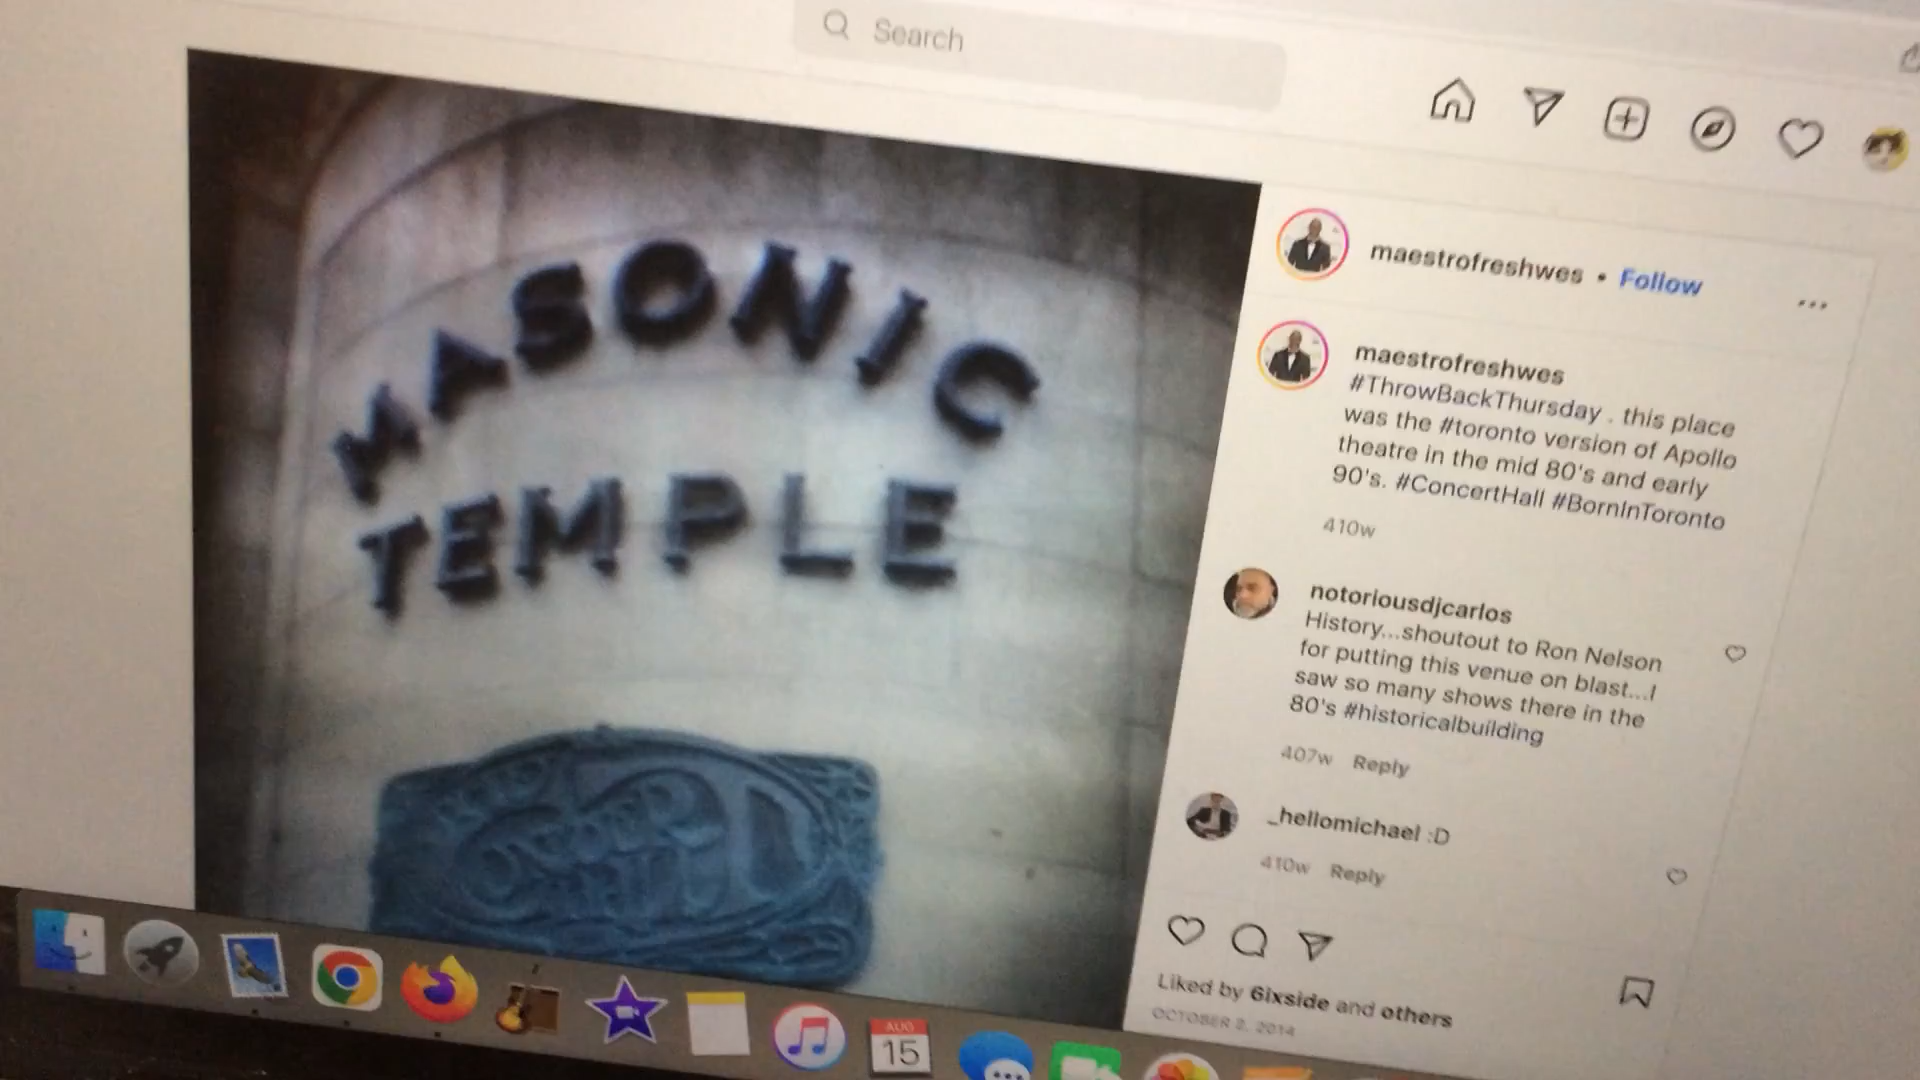 Search
MASONIC
TEMPLE
maestrofreshwes • Follow
maestrofreshwes
#ThrowBackThursday . this place
was the #toronto version of Apollo
theatre in the mid 80's and early
90's. #ConcertHall #BornInToronto
410w
notoriousdjcarlos
History...shoutout to Ron Nelson
for putting this venue on blast...I
saw so many shows there in the
80's #historicalbuilding
407w Reply
_hellomichael :D
410w Reply
Liked by 6ixside and others
OCTOBER 2, 2014
AUG
15